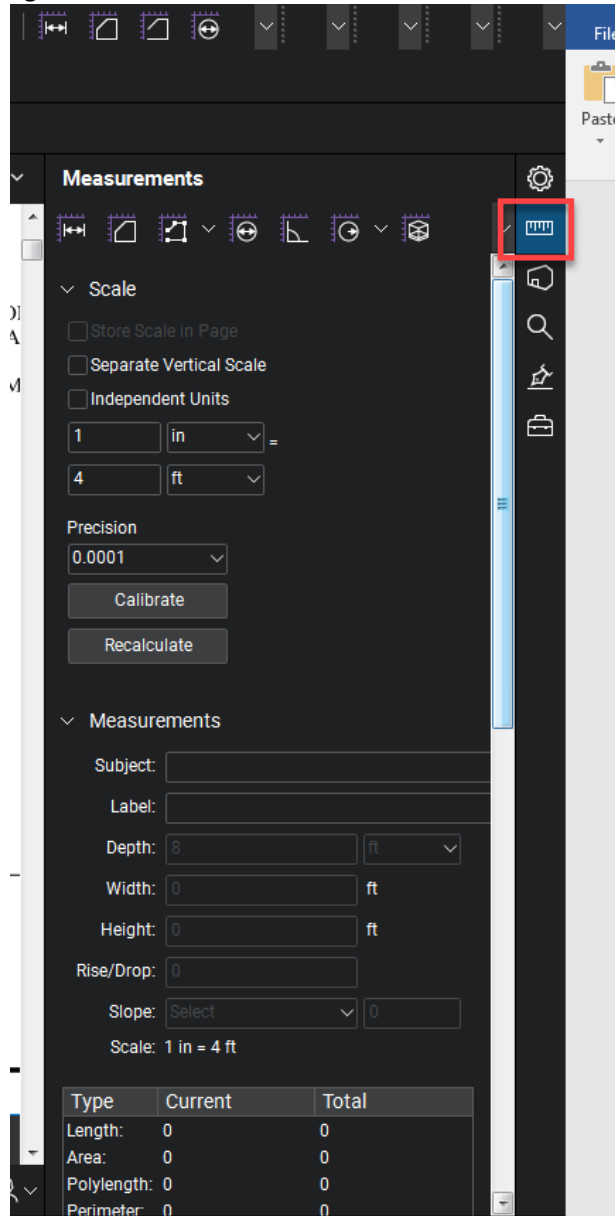 File
Paste
Measurements
Scale
Store Scale in Page
Separate Vertical Scale
Independent Units
1 in =
4 ft
Precision
0.0001
Calibrate
Recalculate
Measurements
Subject:
Label:
Depth: 8 ft
Width: 0 ft
Height: 0 ft
Rise/Drop: 0
Slope: Select 0
Scale: 1 in = 4 ft
Type Current Total
Length: 0 0
Area: 0 0
Polylength: 0 0
Perimeter: 0 0